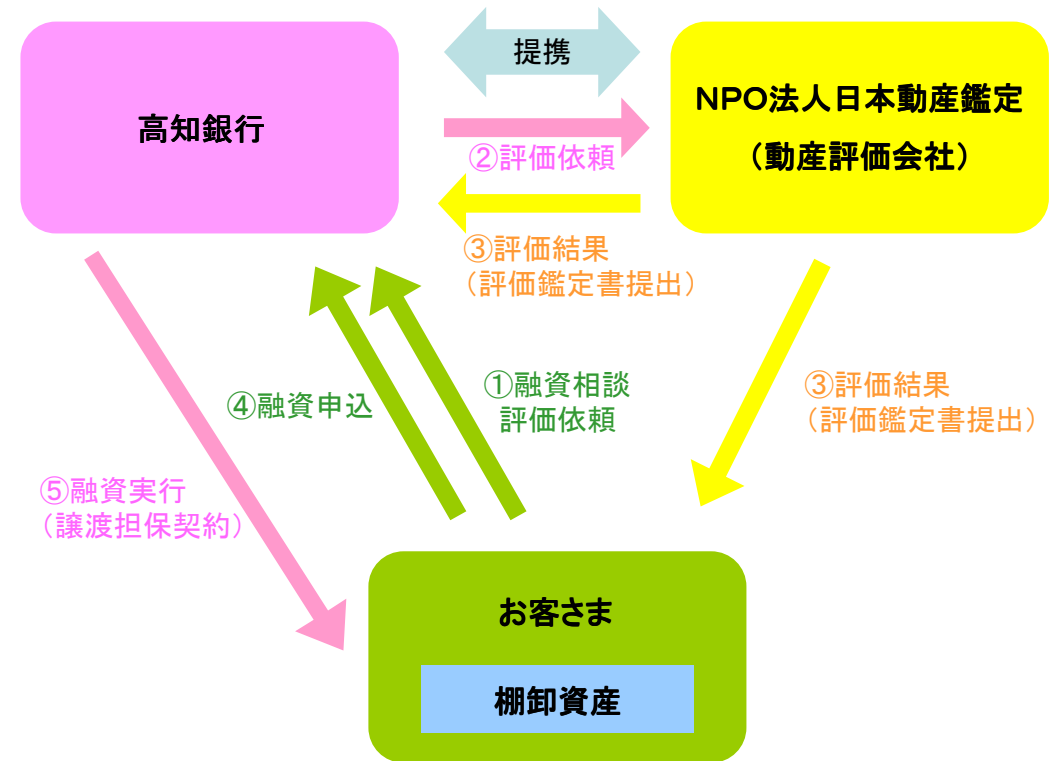 提携
高知銀行
NPO法人日本動産鑑定
（動産評価会社）
②評価依頼
③評価結果
（評価鑑定書提出）
④融資申込
①融資相談
評価依頼
③評価結果
（評価鑑定書提出）
⑤融資実行
（譲渡担保契約）
お客さま
棚卸資産